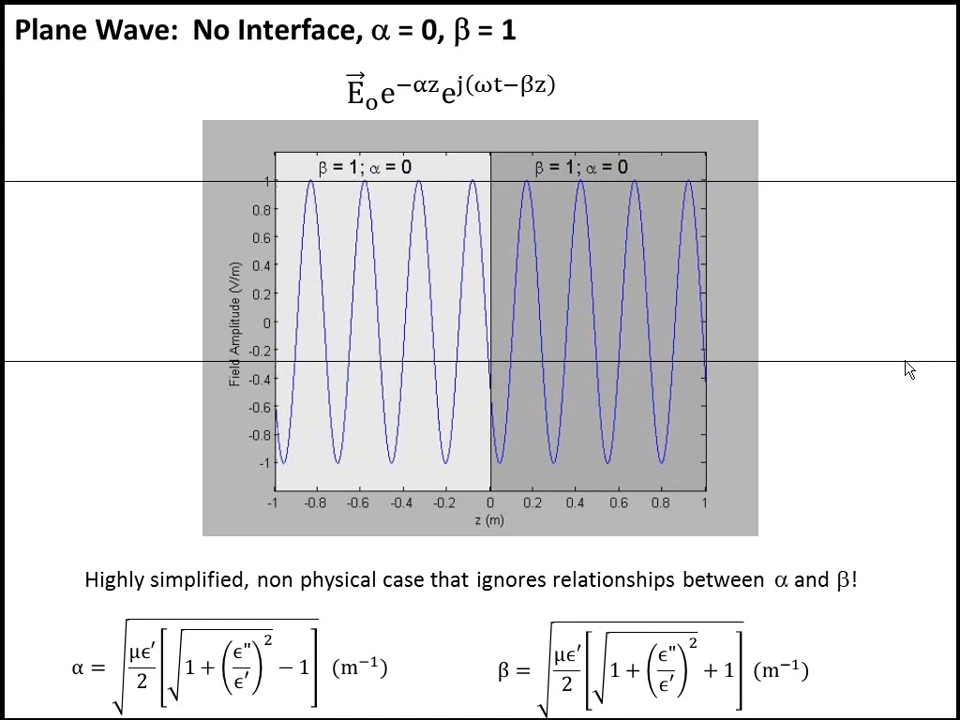 Plane Wave:  No Interface, α = 0, β = 1
E⃗ₒe^−αz e^j(ωt−βz)
β = 1; α = 0
β = 1; α = 0
1
0.8
0.6
0.4
0.2
0
-0.2
-0.4
-0.6
-0.8
-1
Field Amplitude (V/m)
-1 -0.8 -0.6 -0.4 -0.2 0 0.2 0.4 0.6 0.8 1
z (m)
Highly simplified, non physical case that ignores relationships between α and β!
α = √(μϵ′/2 [√(1 + (ϵ"/ϵ′)²) − 1]) (m⁻¹)
β = √(μϵ′/2 [√(1 + (ϵ"/ϵ′)²) + 1]) (m⁻¹)